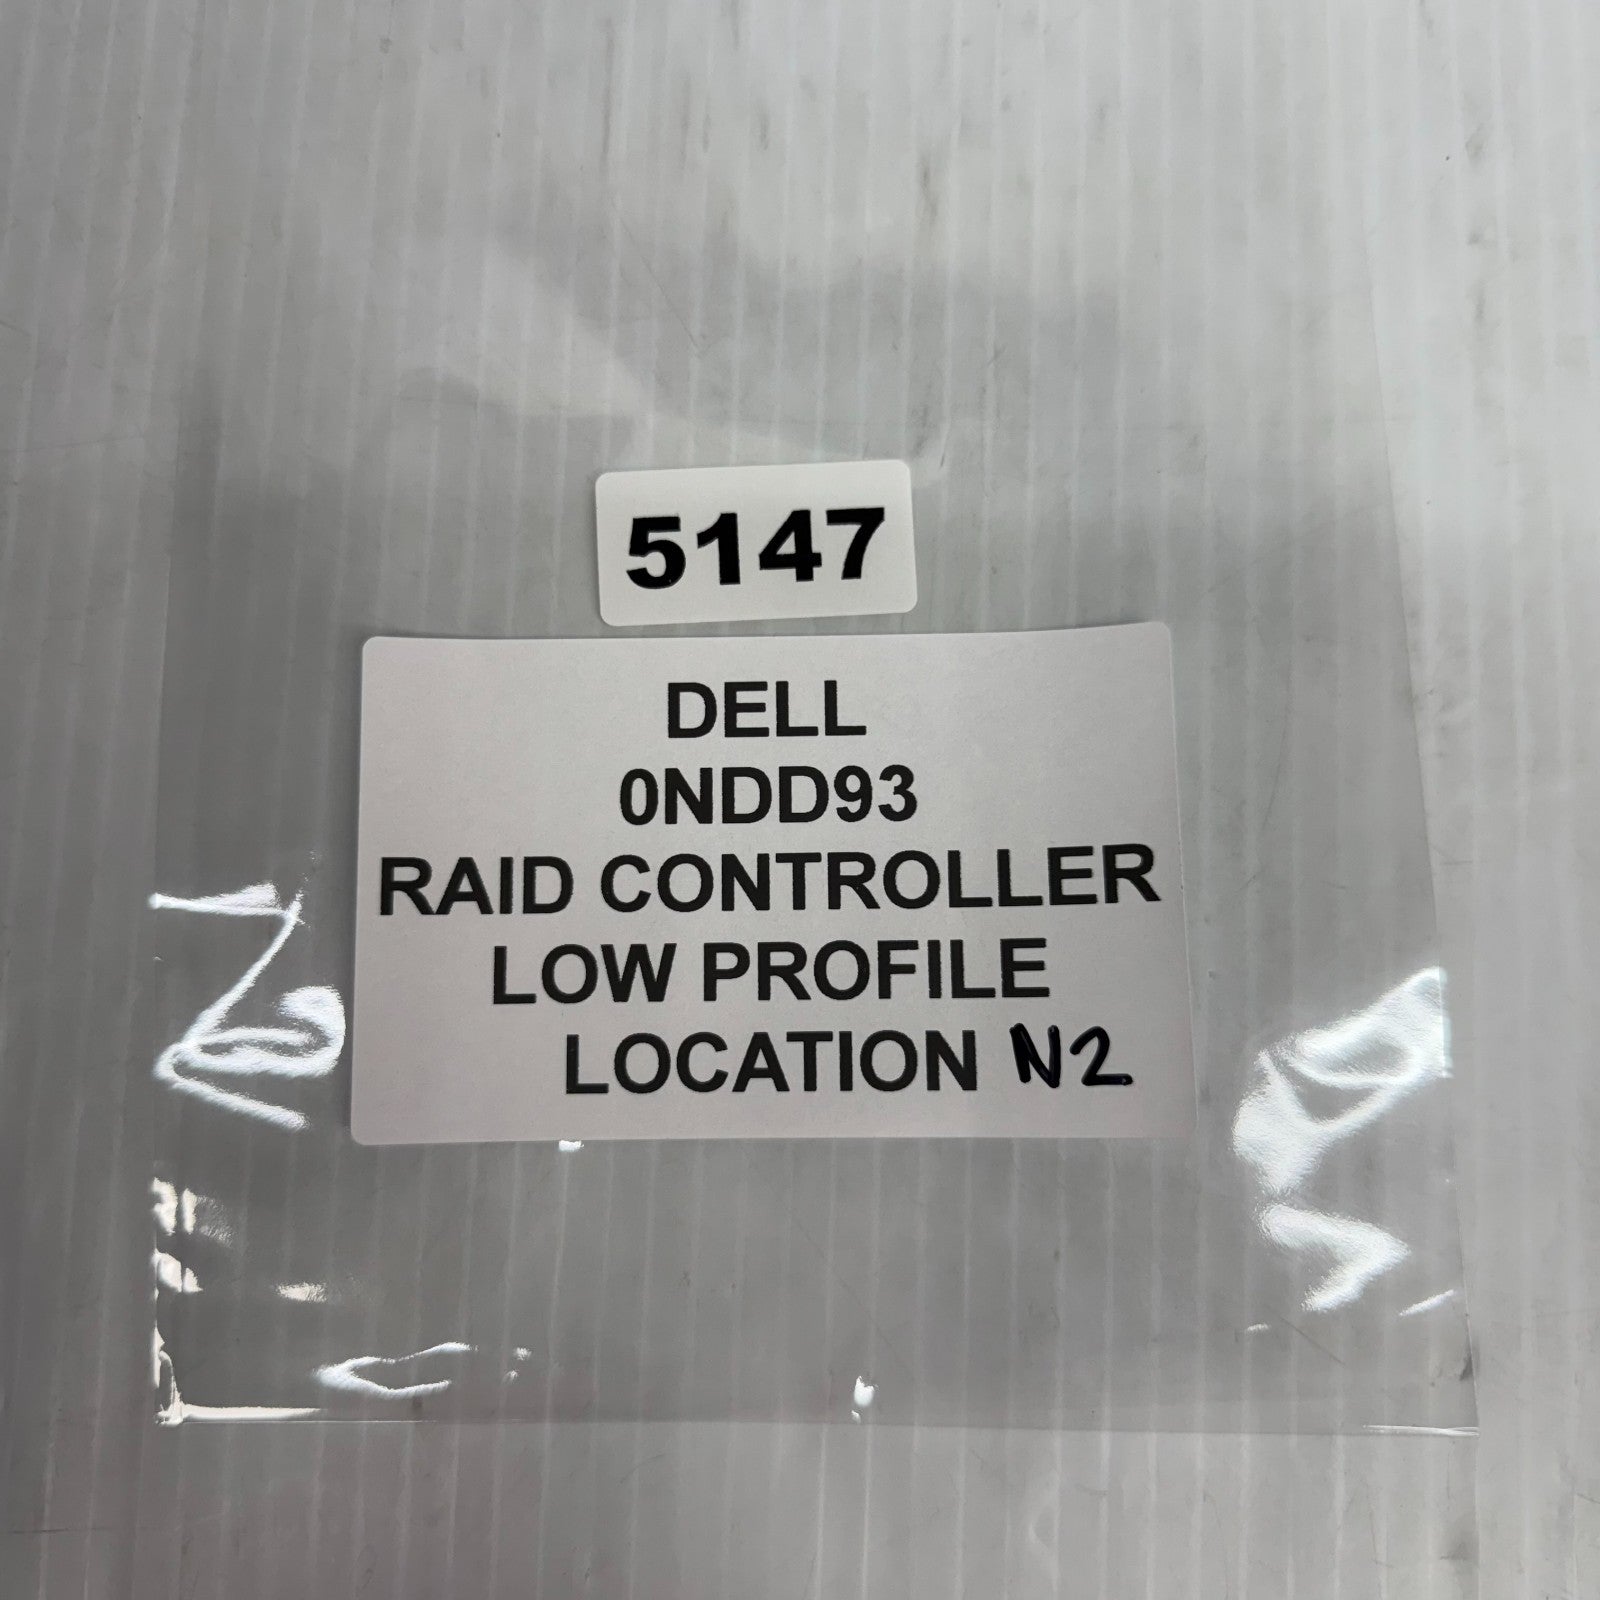 5147
DELL
0NDD93
RAID CONTROLLER
LOW PROFILE
LOCATION N2